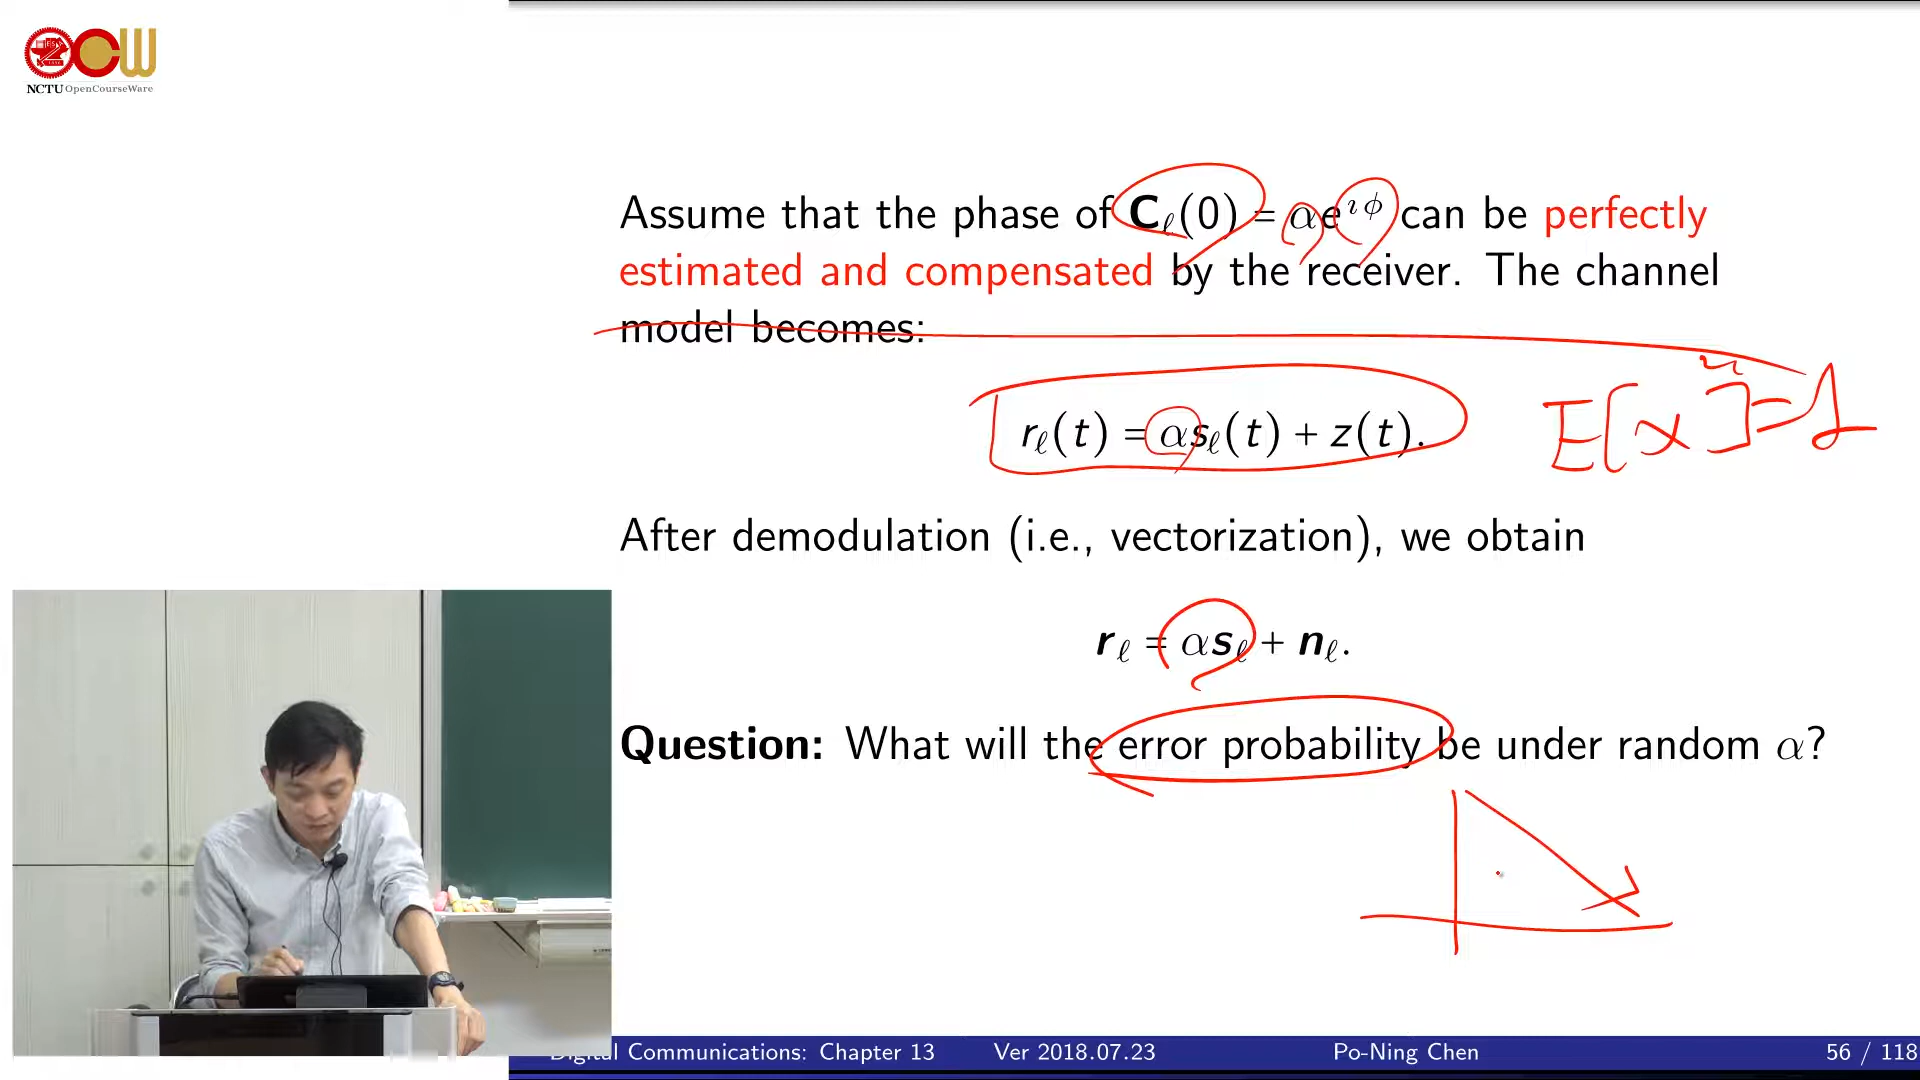 NCTU OpenCourseWare
Assume that the phase of C_ℓ(0) = αe^{ıϕ} can be perfectly
estimated and compensated by the receiver. The channel
model becomes:
r_ℓ(t) = αs_ℓ(t) + z(t).
E[α²]=1
After demodulation (i.e., vectorization), we obtain
r_ℓ = αs_ℓ + n_ℓ.
Question: What will the error probability be under random α?
Digital Communications: Chapter 13 Ver 2018.07.23 Po-Ning Chen 56 / 118